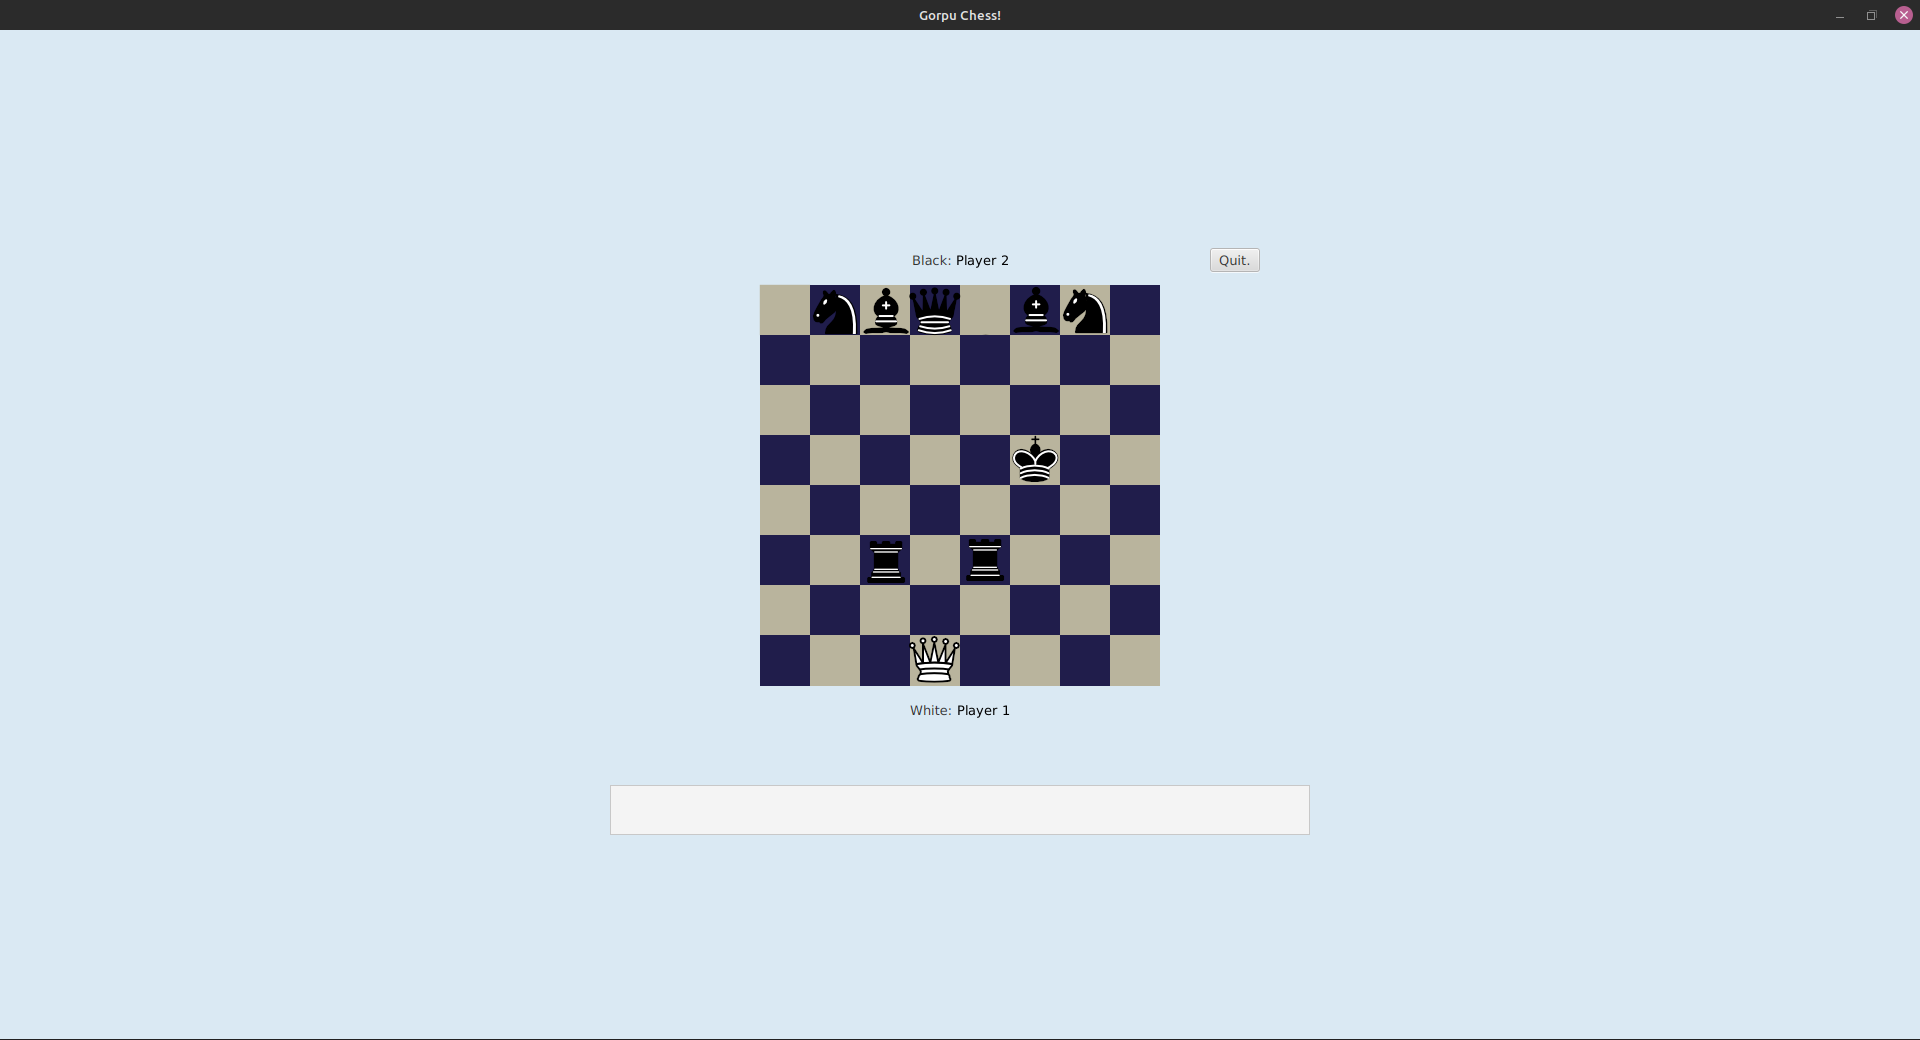 Gorpu Chess!
Black: Player 2
Quit.
White: Player 1